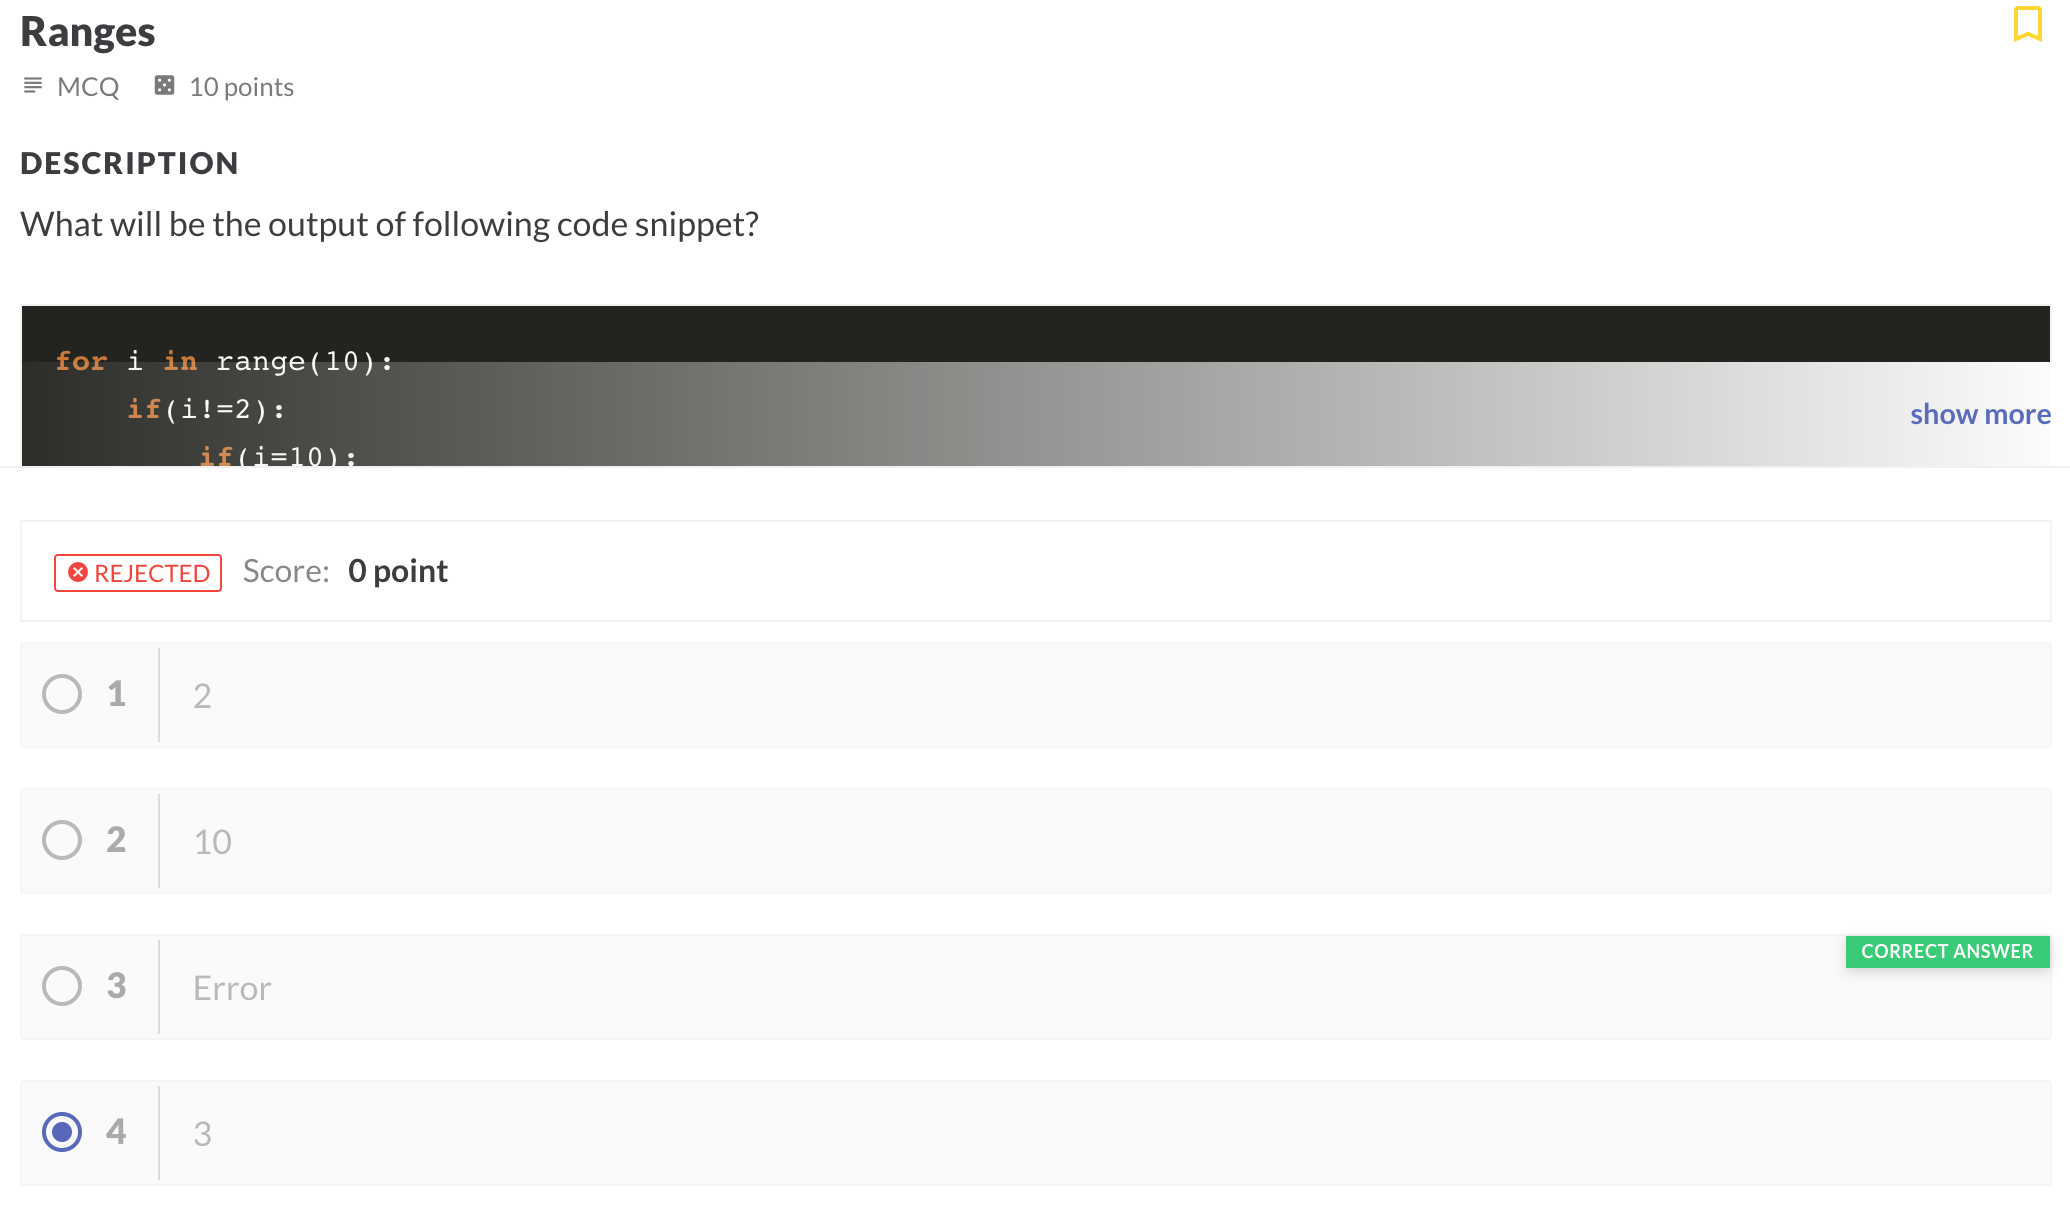 Ranges
MCQ 10 points
DESCRIPTION
What will be the output of following code snippet?
for i in range(10):
if(i!=2):
show more
if(i=10):
REJECTED Score: 0 point
1 2
2 10
CORRECT ANSWER
3 Error
4 3